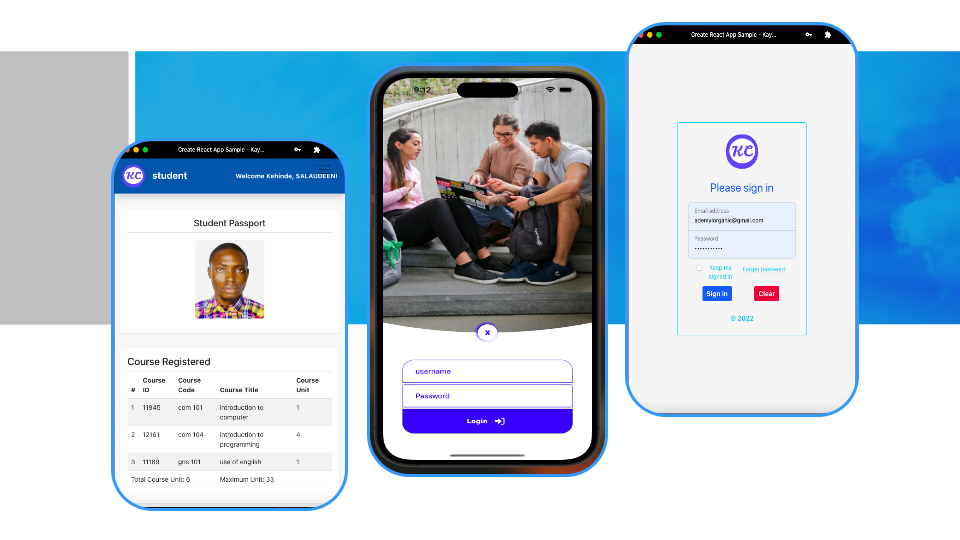 Create React App Sample - Kay...
KC
student
Welcome Kehinde, SALAUDEEN!
Student Passport
Course Registered
# Course ID Course Code Course Title Course Unit
1 11945 com 101 Introduction to computer 1
2 12161 com 104 Introduction to programming 4
3 11189 gns 101 use of english 1
Total Course Unit: 6 Maximum Unit: 33
9:12
x
username
Password
Login
Create React App Sample - Kay...
KC
Please sign in
Email address
adeniyiorganic@gmail.com
Password
Keep me
signed in
Forget password
Sign in
Clear
© 2022